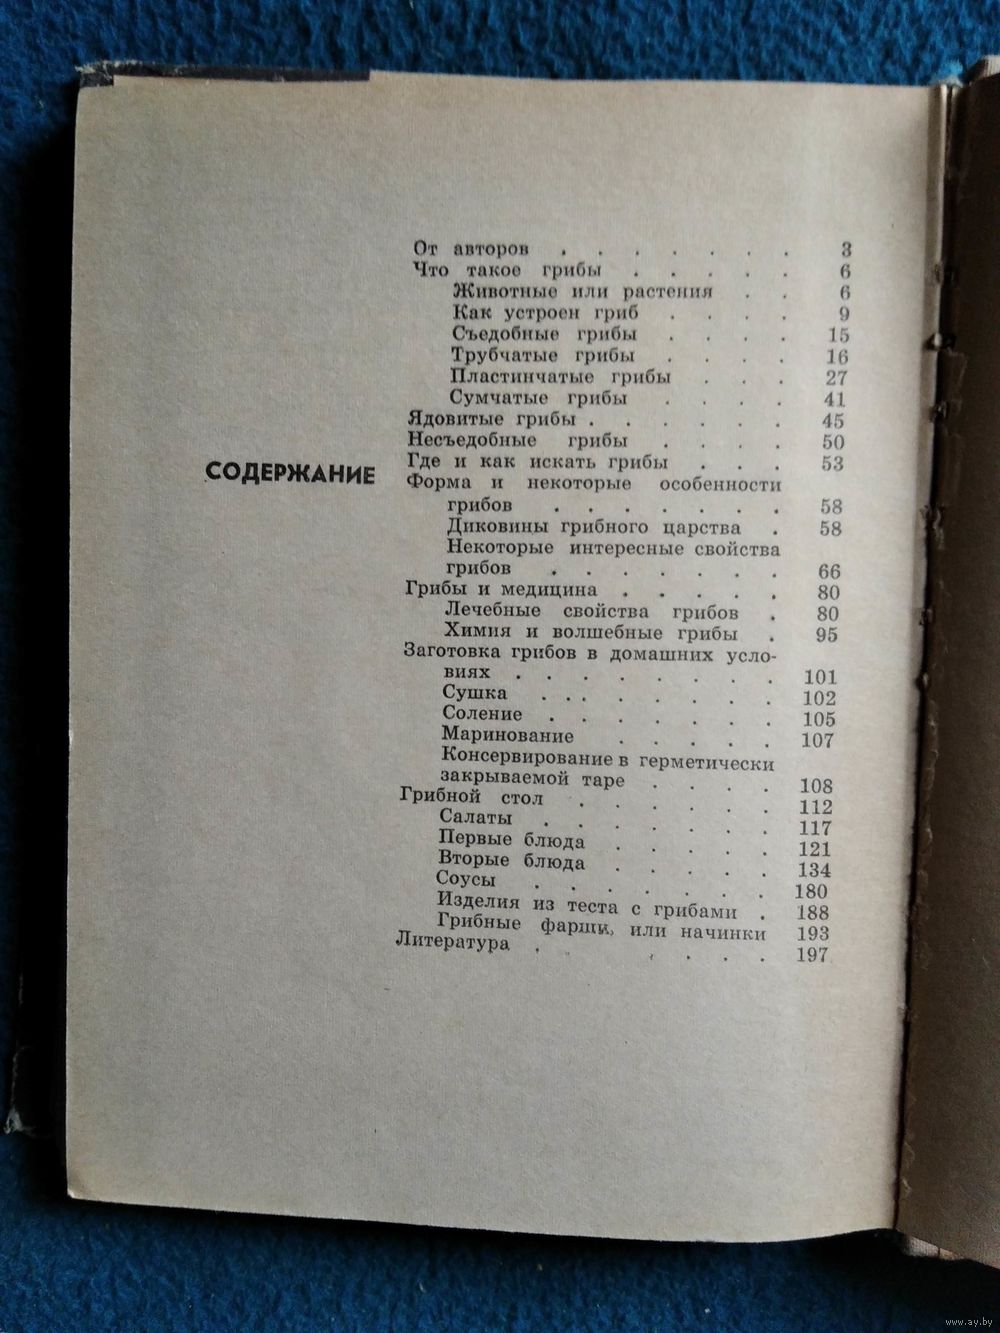 СОДЕРЖАНИЕ
От авторов . . . . . . . 3
Что такое грибы . . . . . 6
Животные или растения . . 6
Как устроен гриб . . . . 9
Съедобные грибы . . . . 15
Трубчатые грибы . . . . 16
Пластинчатые грибы . . . 27
Сумчатые грибы . . . . 41
Ядовитые грибы . . . . . . 45
Несъедобные грибы . . . . 50
Где и как искать грибы . . . 53
Форма и некоторые особенности
грибов . . . . . . . 58
Диковины грибного царства . 58
Некоторые интересные свойства
грибов . . . . . . . 66
Грибы и медицина . . . . . 80
Лечебные свойства грибов . 80
Химия и волшебные грибы . 95
Заготовка грибов в домашних усло-
виях . . . . . . . . 101
Сушка . . . . . . . . 102
Соление . . . . . . . 105
Маринование . . . . . 107
Консервирование в герметически
закрываемой таре . . . . 108
Грибной стол . . . . . . 112
Салаты . . . . . . . 117
Первые блюда . . . . . 121
Вторые блюда . . . . . 134
Соусы . . . . . . . 180
Изделия из теста с грибами . 188
Грибные фарши, или начинки 193
Литература . . . . . 197
www.ay.by